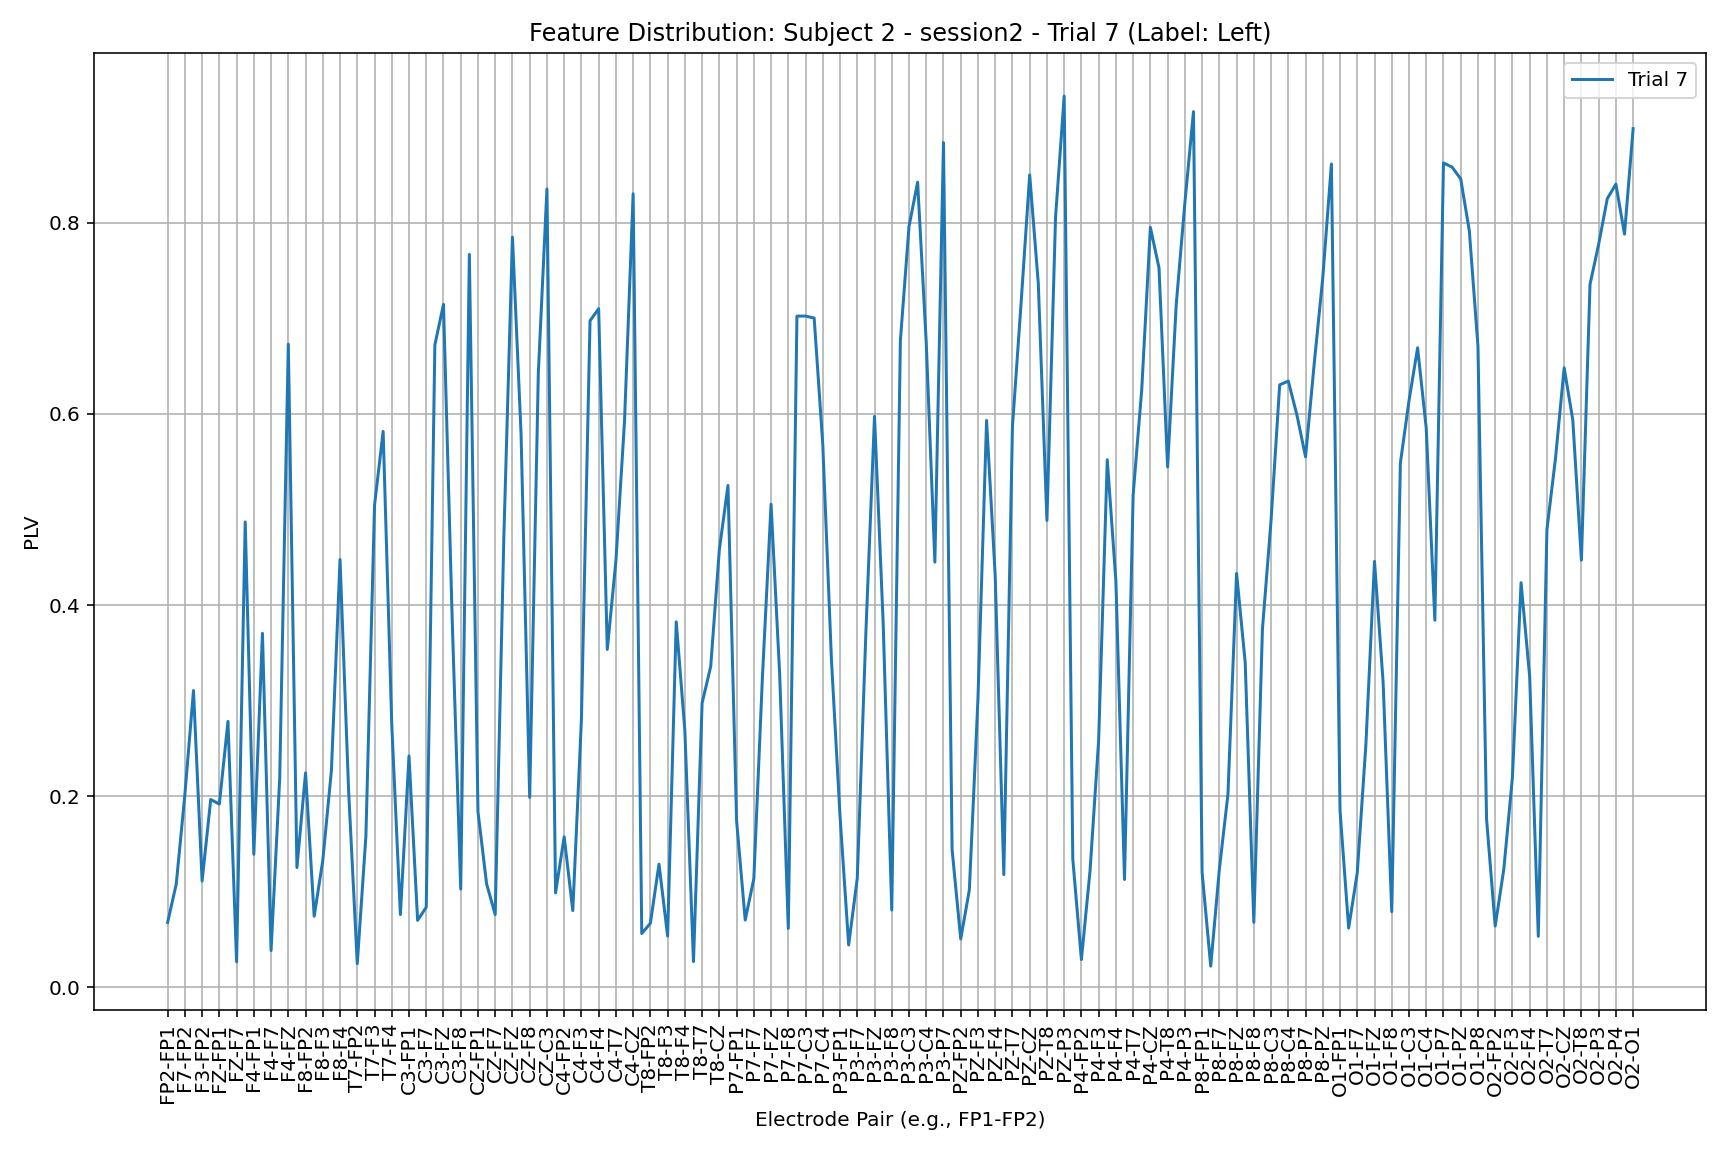 Feature Distribution: Subject 2 - session2 - Trial 7 (Label: Left)
Trial 7
PLV
0.8
0.6
0.4
0.2
0.0
FP2-FP1
F7-FP2
F3-FP2
FZ-FP1
FZ-F7
F4-FP1
F4-F7
F4-FZ
F8-FP2
F8-F3
F8-F4
T7-FP2
T7-F3
T7-F4
C3-FP1
C3-F7
C3-FZ
C3-F8
CZ-FP1
CZ-F7
CZ-FZ
CZ-F8
CZ-C3
C4-FP2
C4-F3
C4-F4
C4-T7
C4-CZ
T8-FP2
T8-F3
T8-F4
T8-T7
T8-CZ
P7-FP1
P7-F7
P7-FZ
P7-F8
P7-C3
P7-C4
P3-FP1
P3-F7
P3-FZ
P3-F8
P3-C3
P3-C4
P3-P7
PZ-FP2
PZ-F3
PZ-F4
PZ-T7
PZ-CZ
PZ-T8
PZ-P3
P4-FP2
P4-F3
P4-F4
P4-T7
P4-CZ
P4-T8
P4-P3
P8-FP1
P8-F7
P8-FZ
P8-F8
P8-C3
P8-C4
P8-P7
P8-PZ
O1-FP1
O1-F7
O1-FZ
O1-F8
O1-C3
O1-C4
O1-P7
O1-PZ
O1-P8
O2-FP2
O2-F3
O2-F4
O2-T7
O2-CZ
O2-T8
O2-P3
O2-P4
O2-O1
Electrode Pair (e.g., FP1-FP2)